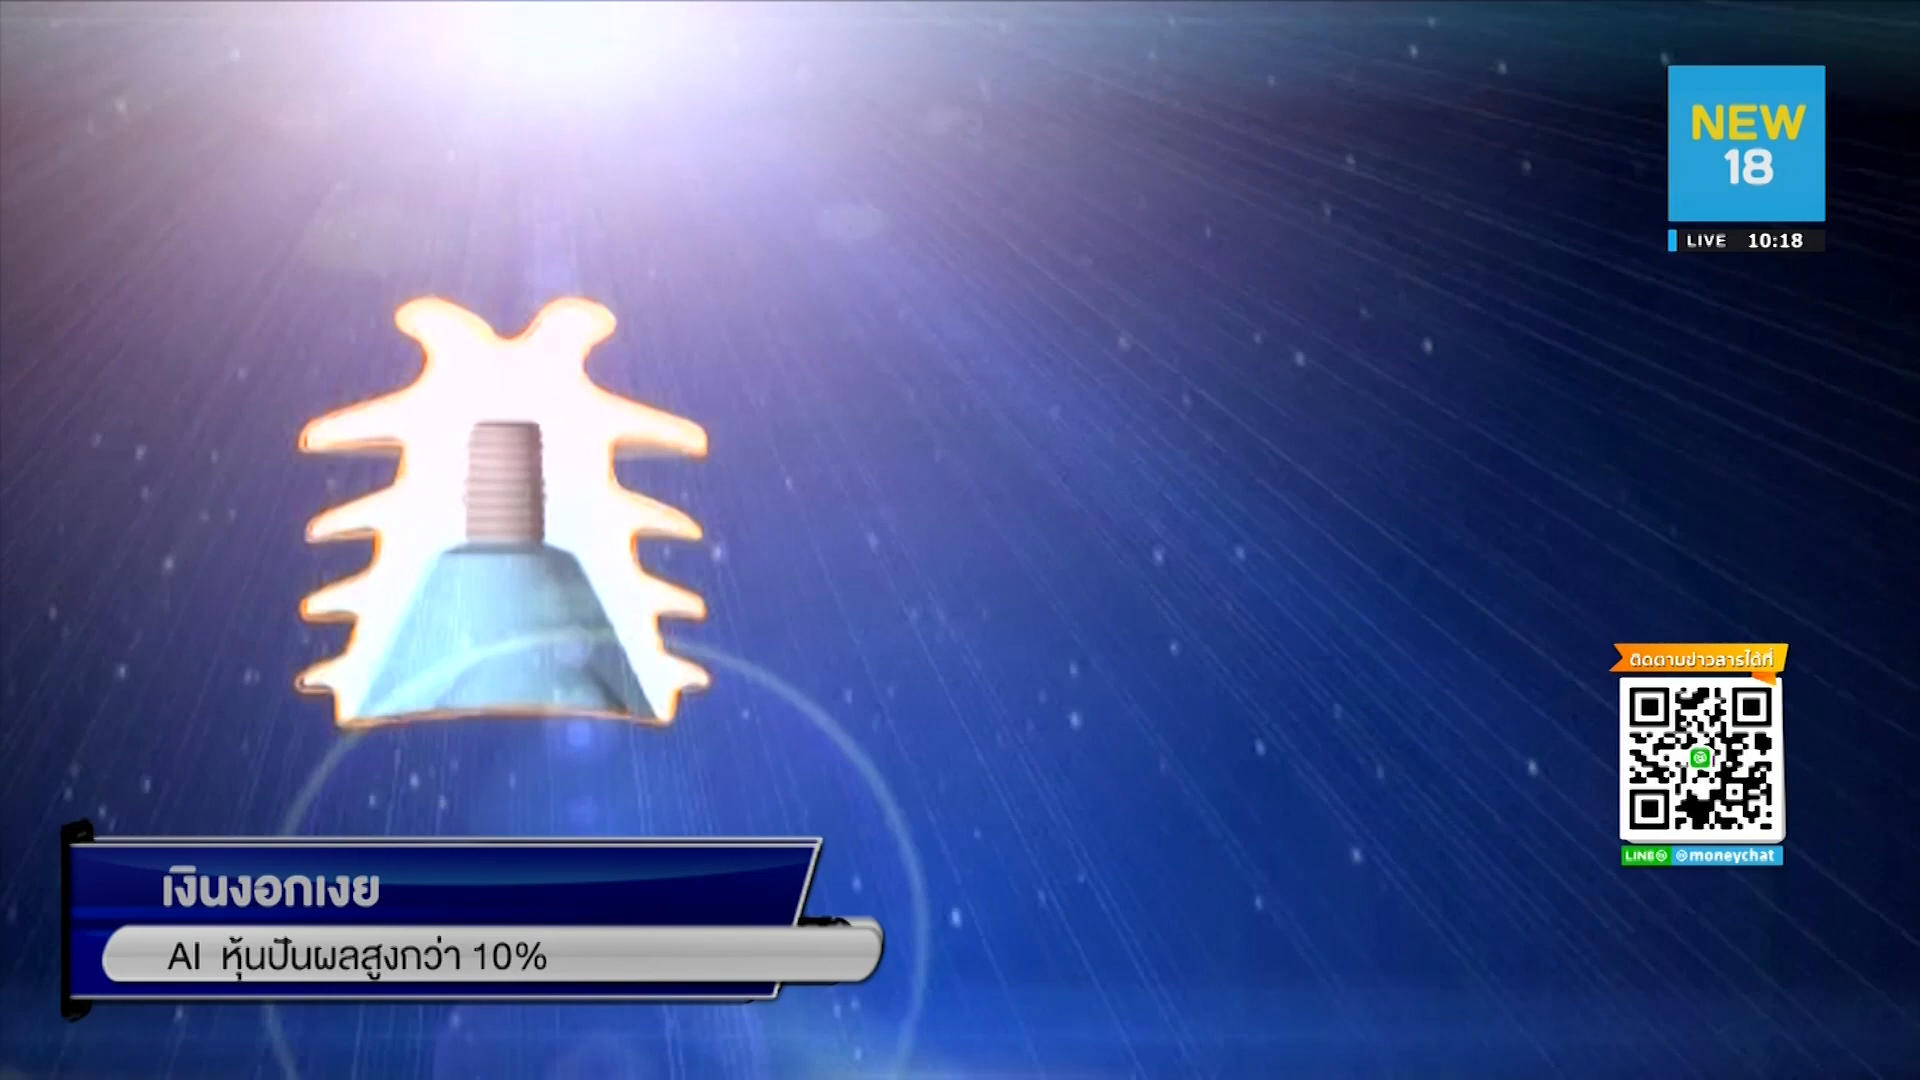 NEW
18
LIVE 10:18
ติดตามข่าวสารได้ที่
LINE @moneychat
เงินงอกเงย
AI หุ้นปันผลสูงกว่า 10%